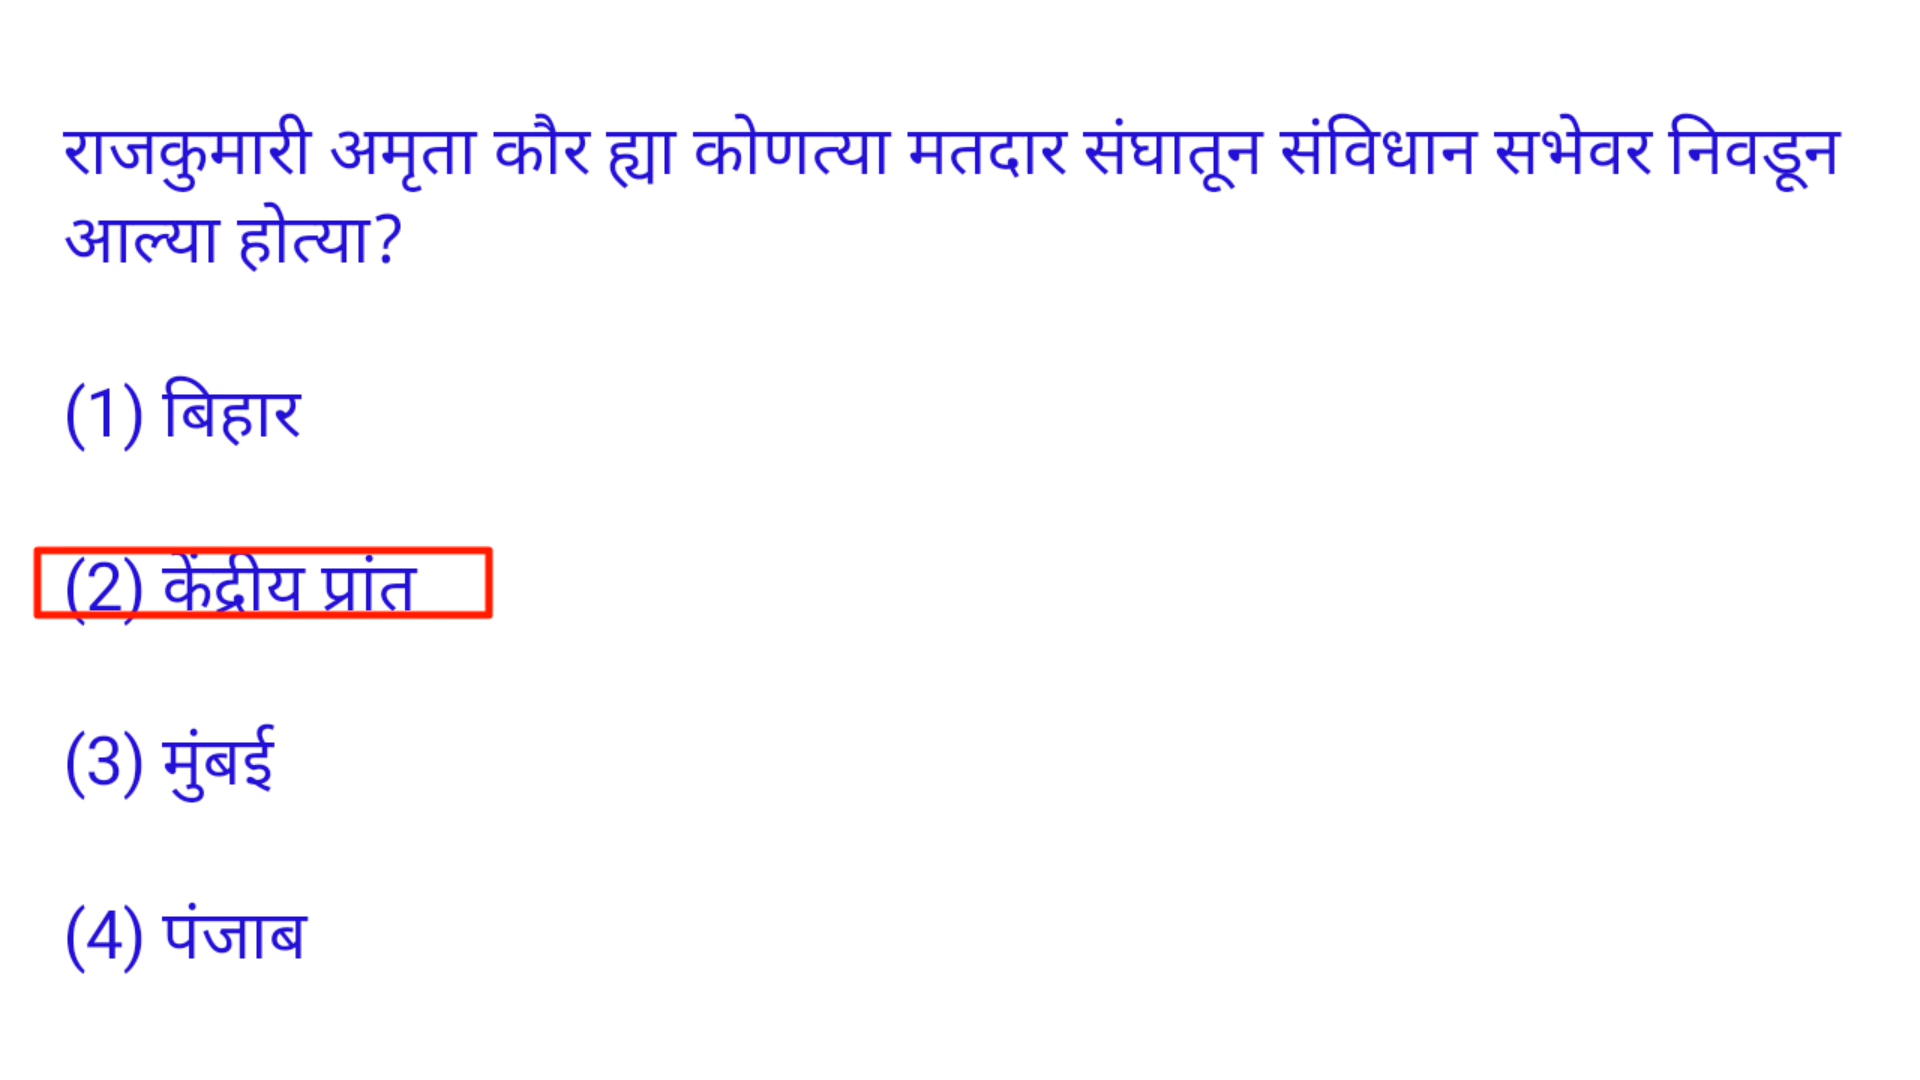 राजकुमारी अमृता कौर ह्या कोणत्या मतदार संघातून संविधान सभेवर निवडून
आल्या होत्या?
(1) बिहार
(2) केंद्रीय प्रांत
(3) मुंबई
(4) पंजाब